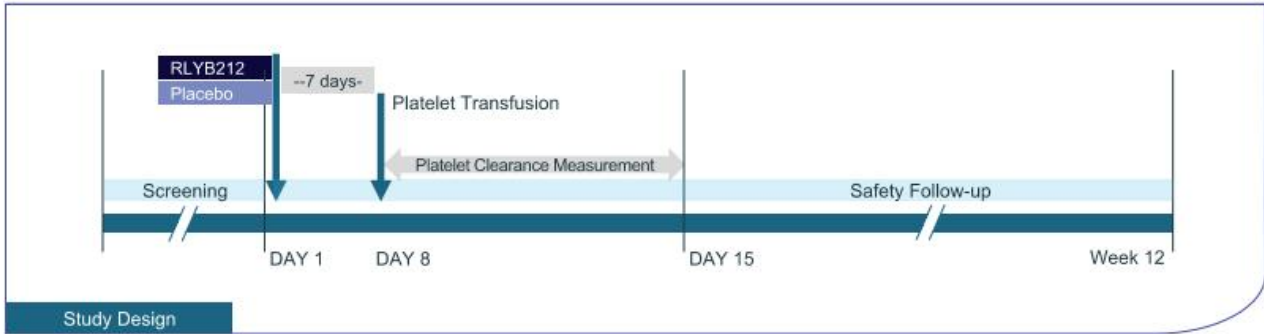 RLYB212
Placebo
--7 days-
Platelet Transfusion
Platelet Clearance Measurement
Screening
Safety Follow-up
DAY 1
DAY 8
DAY 15
Week 12
Study Design